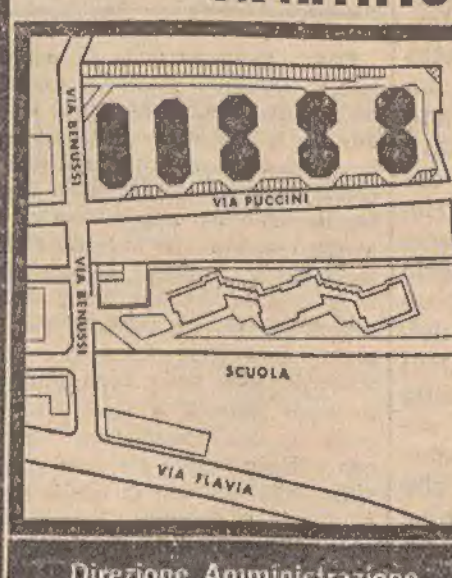 VIA BENUSSI
VIA PUCCINI
VIA BENUSSI
SCUOLA
VIA FLAVIA
Direzione Amministrazione